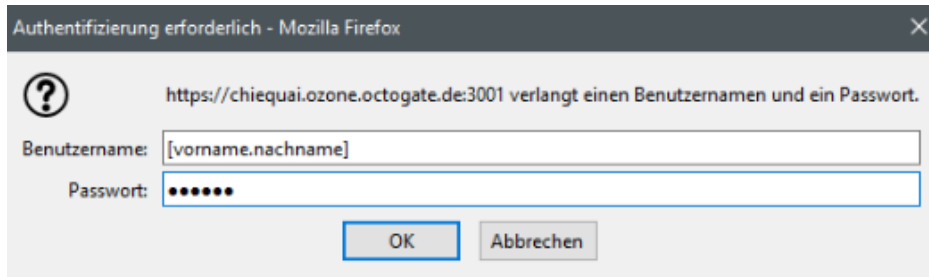 Authentifizierung erforderlich - Mozilla Firefox
https://chiequai.ozone.octogate.de:3001 verlangt einen Benutzernamen und ein Passwort.
Benutzername: [vorname.nachname]
Passwort: ●●●●●●
OK Abbrechen